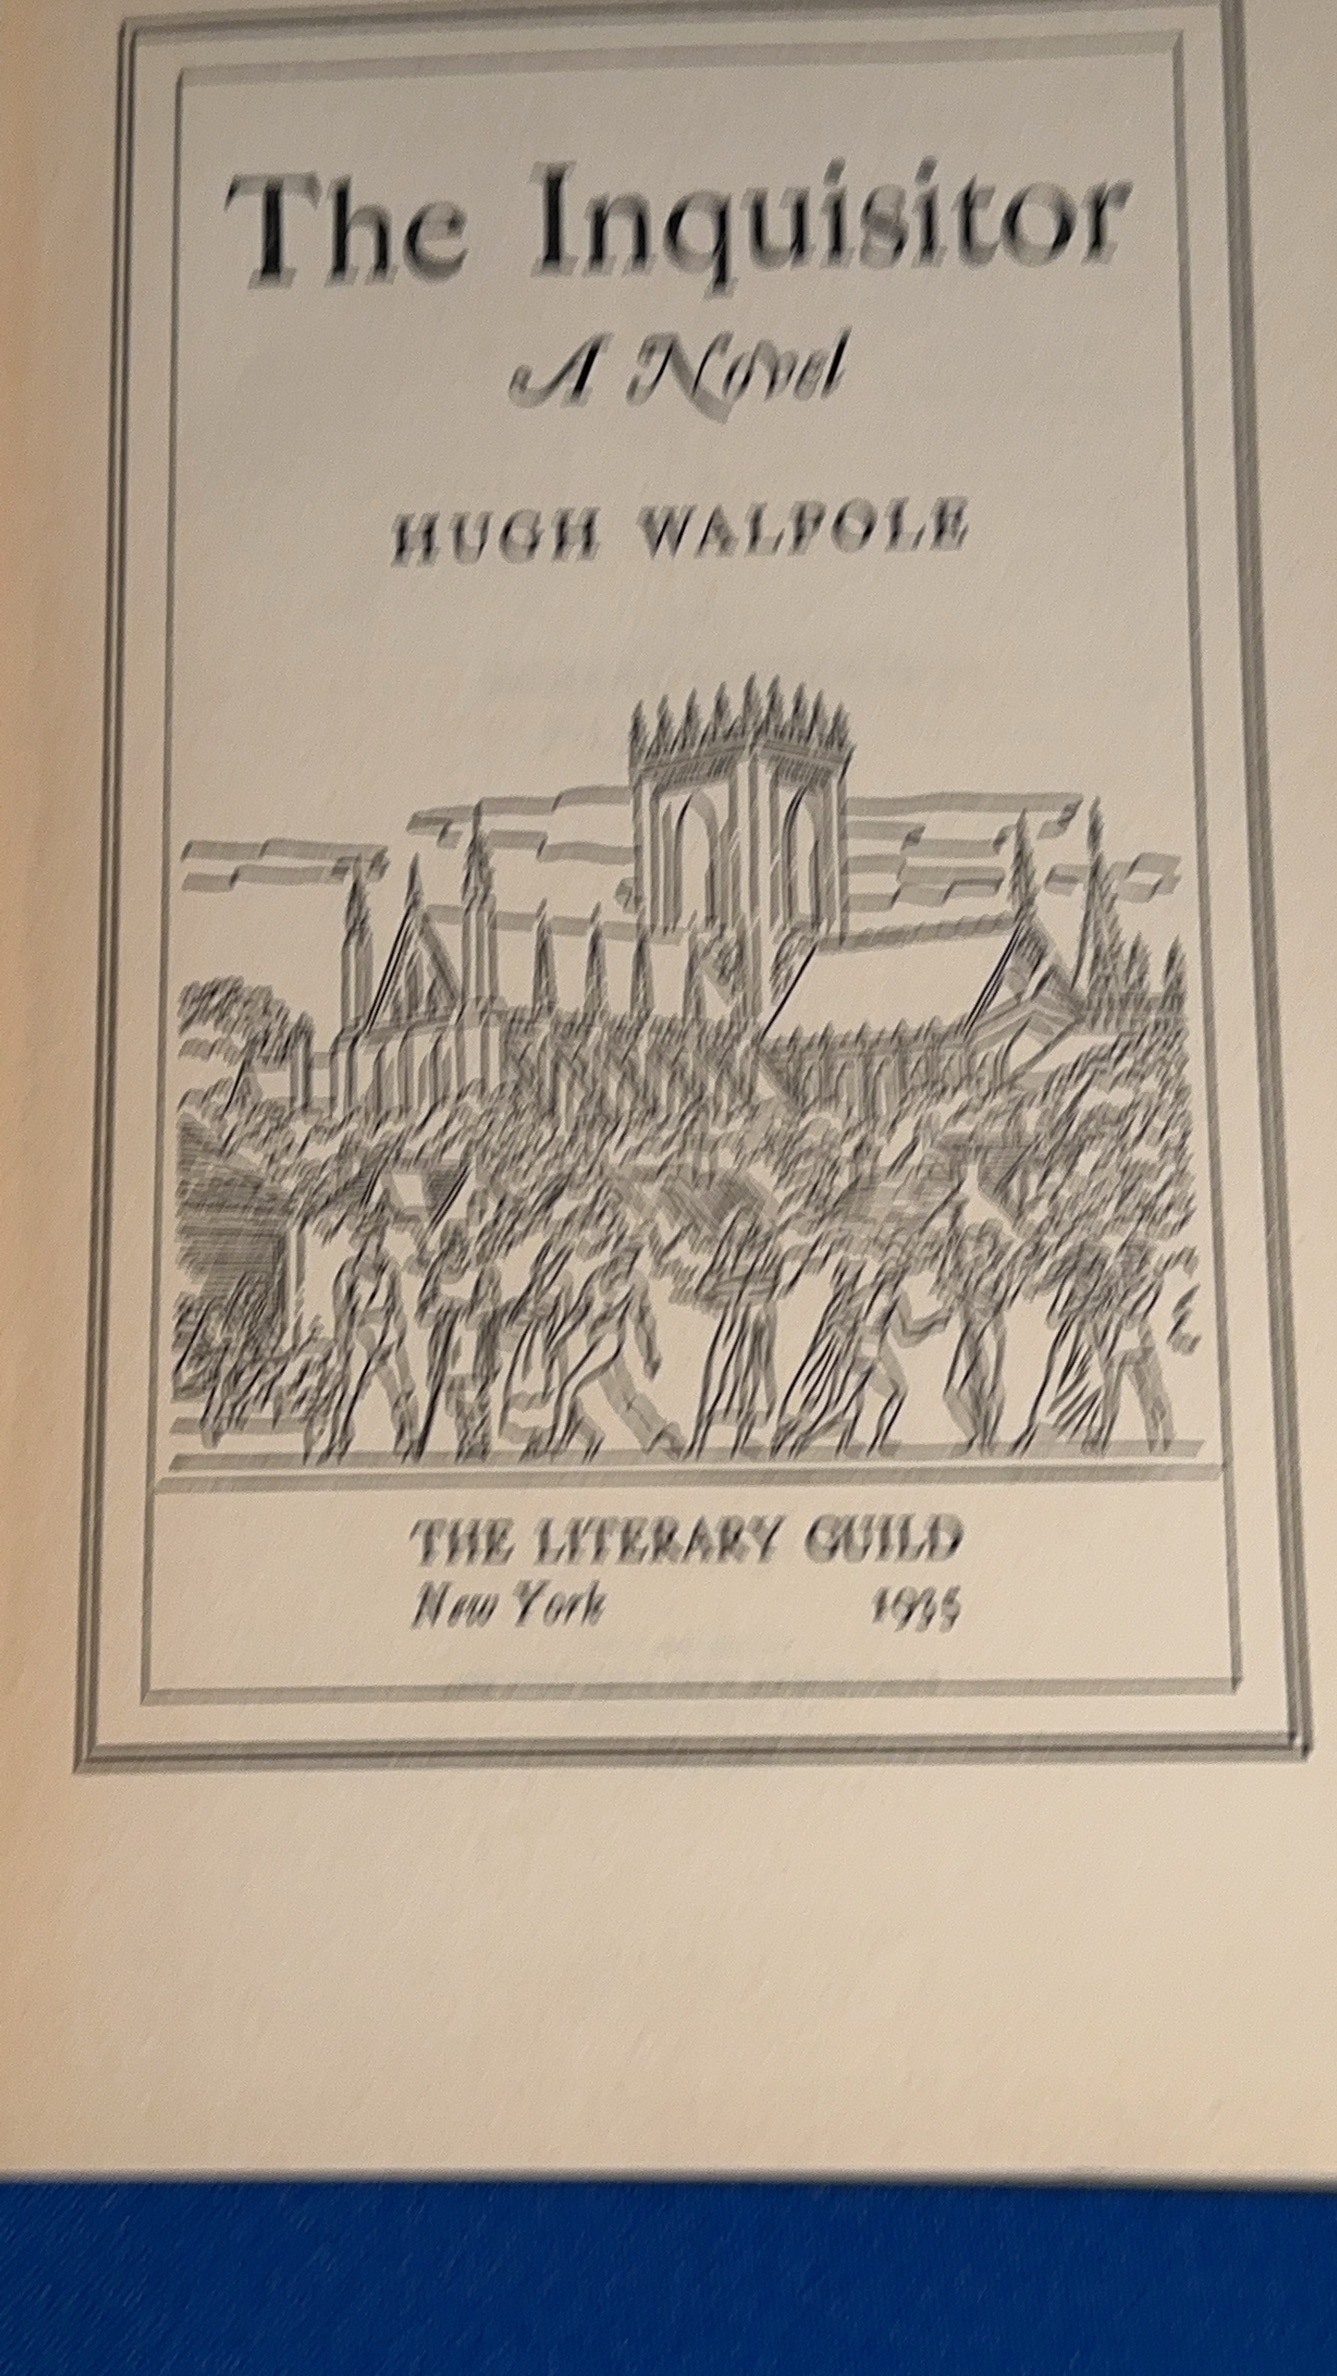 The Inquisitor
A Novel
HUGH WALPOLE
THE LITERARY GUILD
New York 1935